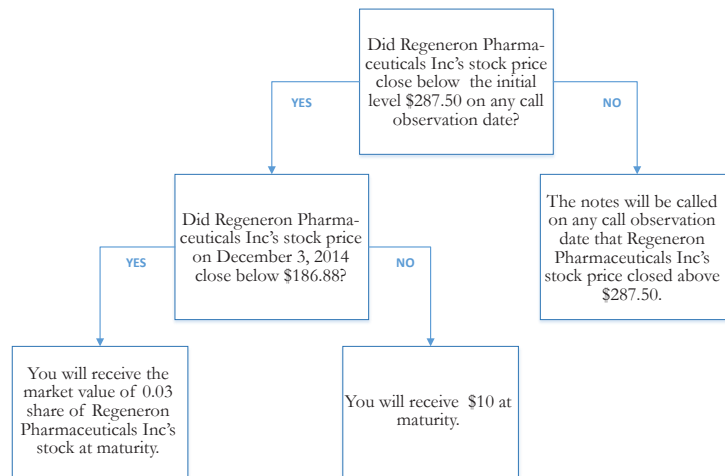 Did Regeneron Pharma-
ceuticals Inc's stock price
close below the initial
level $287.50 on any call
observation date?
YES
NO
Did Regeneron Pharma-
ceuticals Inc's stock price
on December 3, 2014
close below $186.88?
The notes will be called
on any call observation
date that Regeneron
Pharmaceuticals Inc's
stock price closed above
$287.50.
YES
NO
You will receive the
market value of 0.03
share of Regeneron
Pharmaceuticals Inc's
stock at maturity.
You will receive $10 at
maturity.